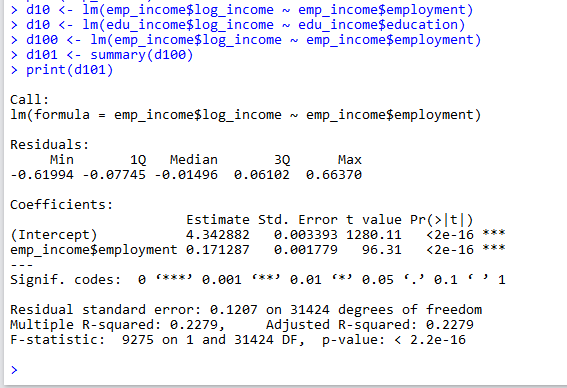 > d10 <- lm(emp_income$log_income ~ emp_income$employment)
> d10 <- lm(edu_income$log_income ~ edu_income$education)
> d100 <- lm(emp_income$log_income ~ emp_income$employment)
> d101 <- summary(d100)
> print(d101)

Call:
lm(formula = emp_income$log_income ~ emp_income$employment)

Residuals:
     Min       1Q   Median       3Q      Max
-0.61994 -0.07745 -0.01496  0.06102  0.66370

Coefficients:
                      Estimate Std. Error t value Pr(>|t|)
(Intercept)           4.342882   0.003393 1280.11   <2e-16 ***
emp_income$employment 0.171287   0.001779   96.31   <2e-16 ***
---
Signif. codes:  0 ‘***’ 0.001 ‘**’ 0.01 ‘*’ 0.05 ‘.’ 0.1 ‘ ’ 1

Residual standard error: 0.1207 on 31424 degrees of freedom
Multiple R-squared: 0.2279,     Adjusted R-squared: 0.2279
F-statistic:  9275 on 1 and 31424 DF,  p-value: < 2.2e-16

>